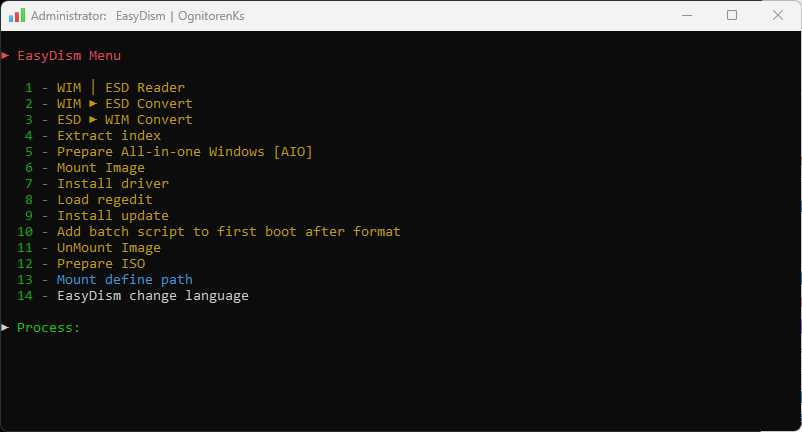 Administrator: EasyDism | OgnitorenKs
► EasyDism Menu
1 - WIM │ ESD Reader
2 - WIM ► ESD Convert
3 - ESD ► WIM Convert
4 - Extract index
5 - Prepare All-in-one Windows [AIO]
6 - Mount Image
7 - Install driver
8 - Load regedit
9 - Install update
10 - Add batch script to first boot after format
11 - UnMount Image
12 - Prepare ISO
13 - Mount define path
14 - EasyDism change language
► Process: